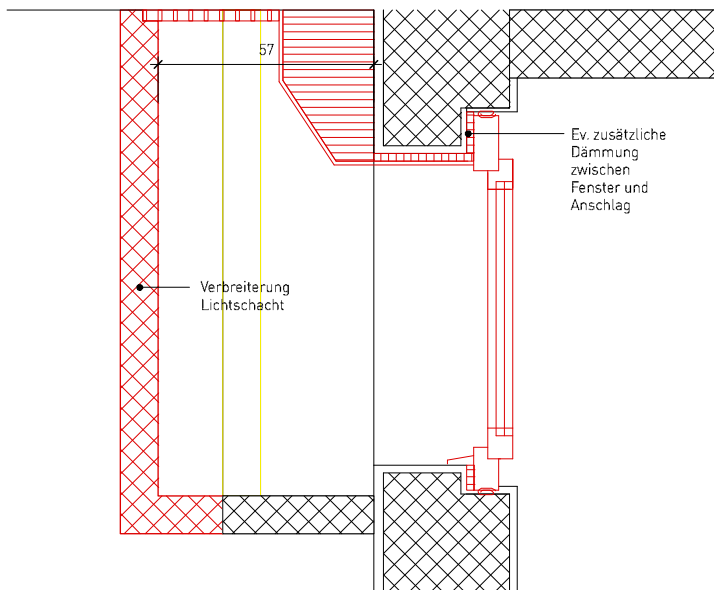 57
Ev. zusätzliche
Dämmung
zwischen
Fenster und
Anschlag
Verbreiterung
Lichtschacht